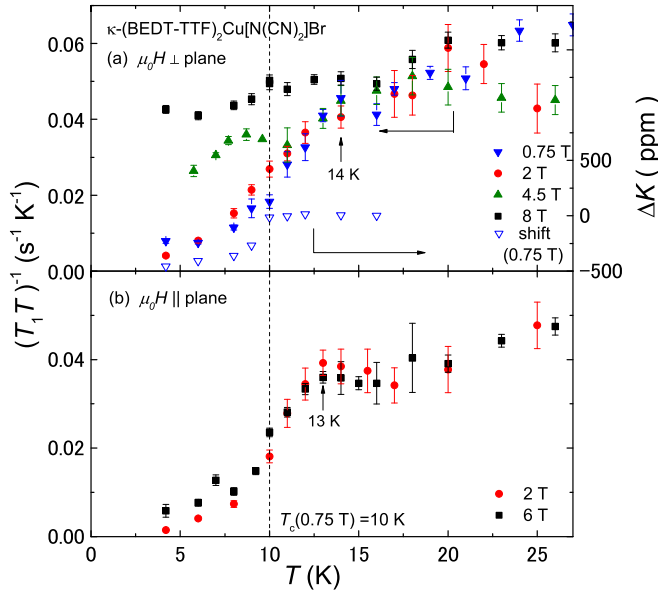 κ-(BEDT-TTF)₂Cu[N(CN)₂]Br
(a) μ₀H ⊥ plane
0.06
0.04
0.02
0.00
14 K
0.75 T
2 T
4.5 T
8 T
shift
(0.75 T)
500
0
−500
ΔK ( ppm)
(T₁T )⁻¹ (s⁻¹ K⁻¹)
(b) μ₀H || plane
0.06
0.04
0.02
0.00
13 K
T꜀(0.75 T) =10 K
2 T
6 T
0 5 10 15 20 25
T (K)